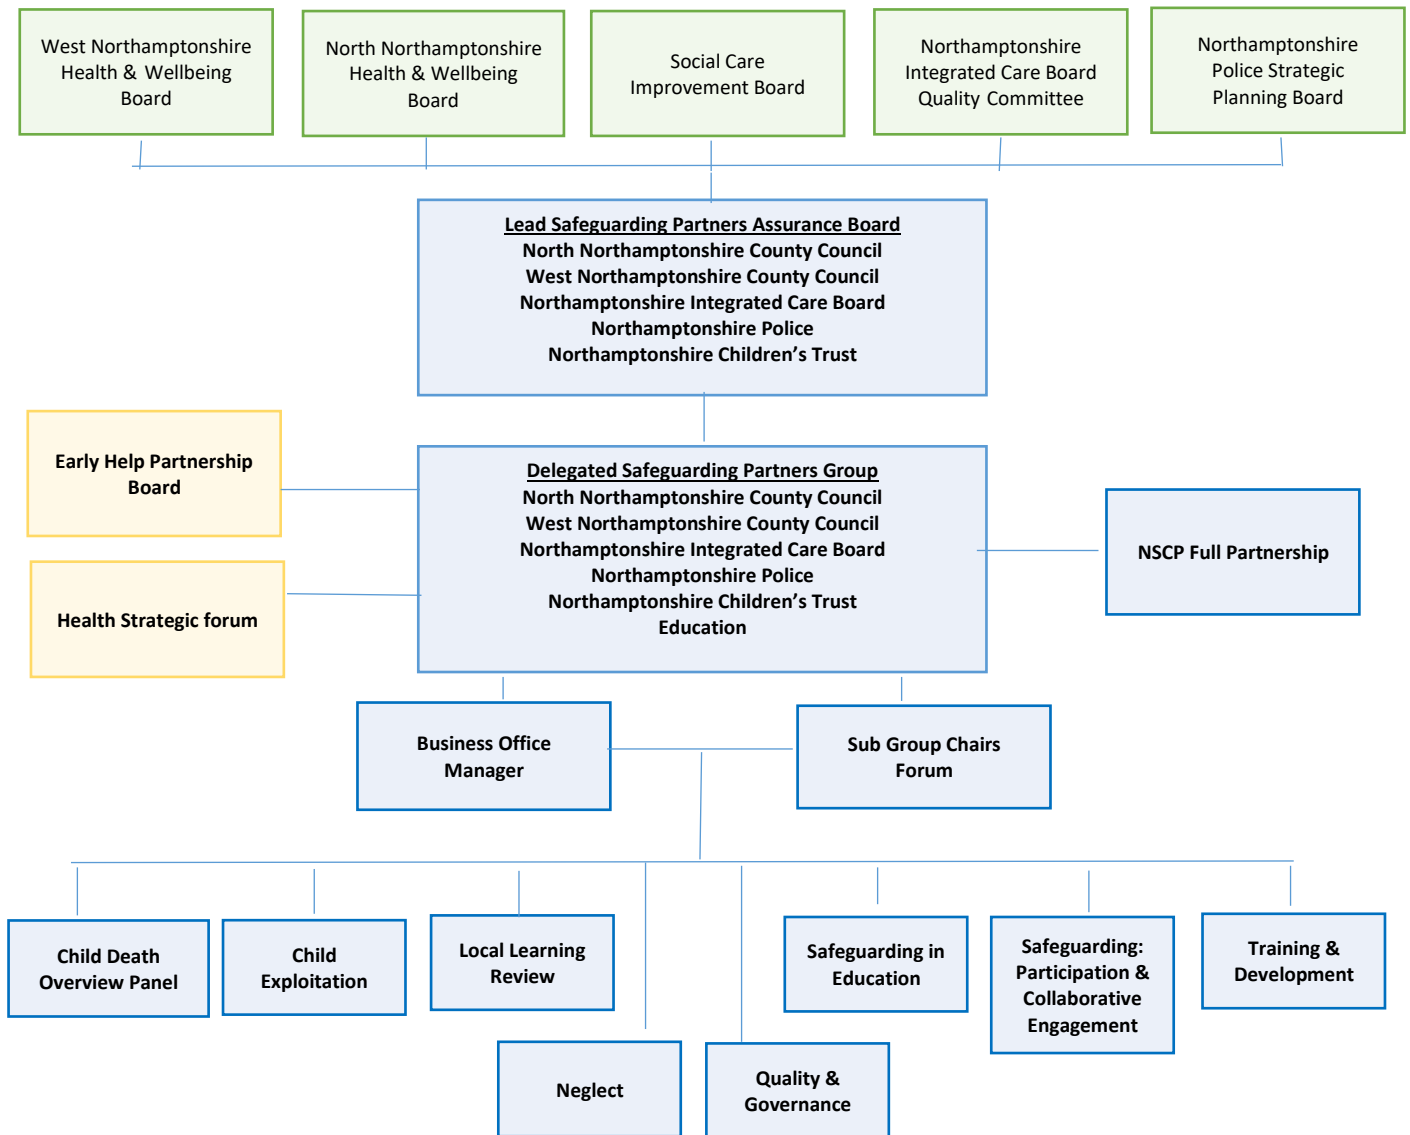 West Northamptonshire
Health & Wellbeing
Board
North Northamptonshire
Health & Wellbeing
Board
Social Care
Improvement Board
Northamptonshire
Integrated Care Board
Quality Committee
Northamptonshire
Police Strategic
Planning Board
Lead Safeguarding Partners Assurance Board
North Northamptonshire County Council
West Northamptonshire County Council
Northamptonshire Integrated Care Board
Northamptonshire Police
Northamptonshire Children’s Trust
Early Help Partnership
Board
Health Strategic forum
Delegated Safeguarding Partners Group
North Northamptonshire County Council
West Northamptonshire County Council
Northamptonshire Integrated Care Board
Northamptonshire Police
Northamptonshire Children’s Trust
Education
NSCP Full Partnership
Business Office
Manager
Sub Group Chairs
Forum
Child Death
Overview Panel
Child
Exploitation
Local Learning
Review
Neglect
Quality &
Governance
Safeguarding in
Education
Safeguarding:
Participation &
Collaborative
Engagement
Training &
Development